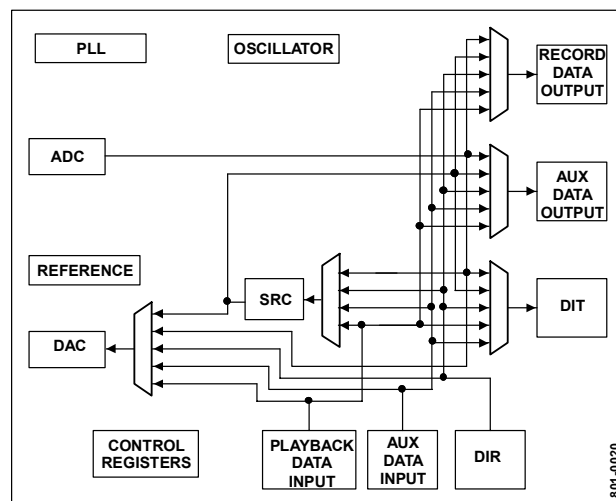 PLL
OSCILLATOR
RECORD
DATA
OUTPUT
ADC
AUX
DATA
OUTPUT
REFERENCE
SRC
DIT
DAC
CONTROL
REGISTERS
PLAYBACK
DATA
INPUT
AUX
DATA
INPUT
DIR